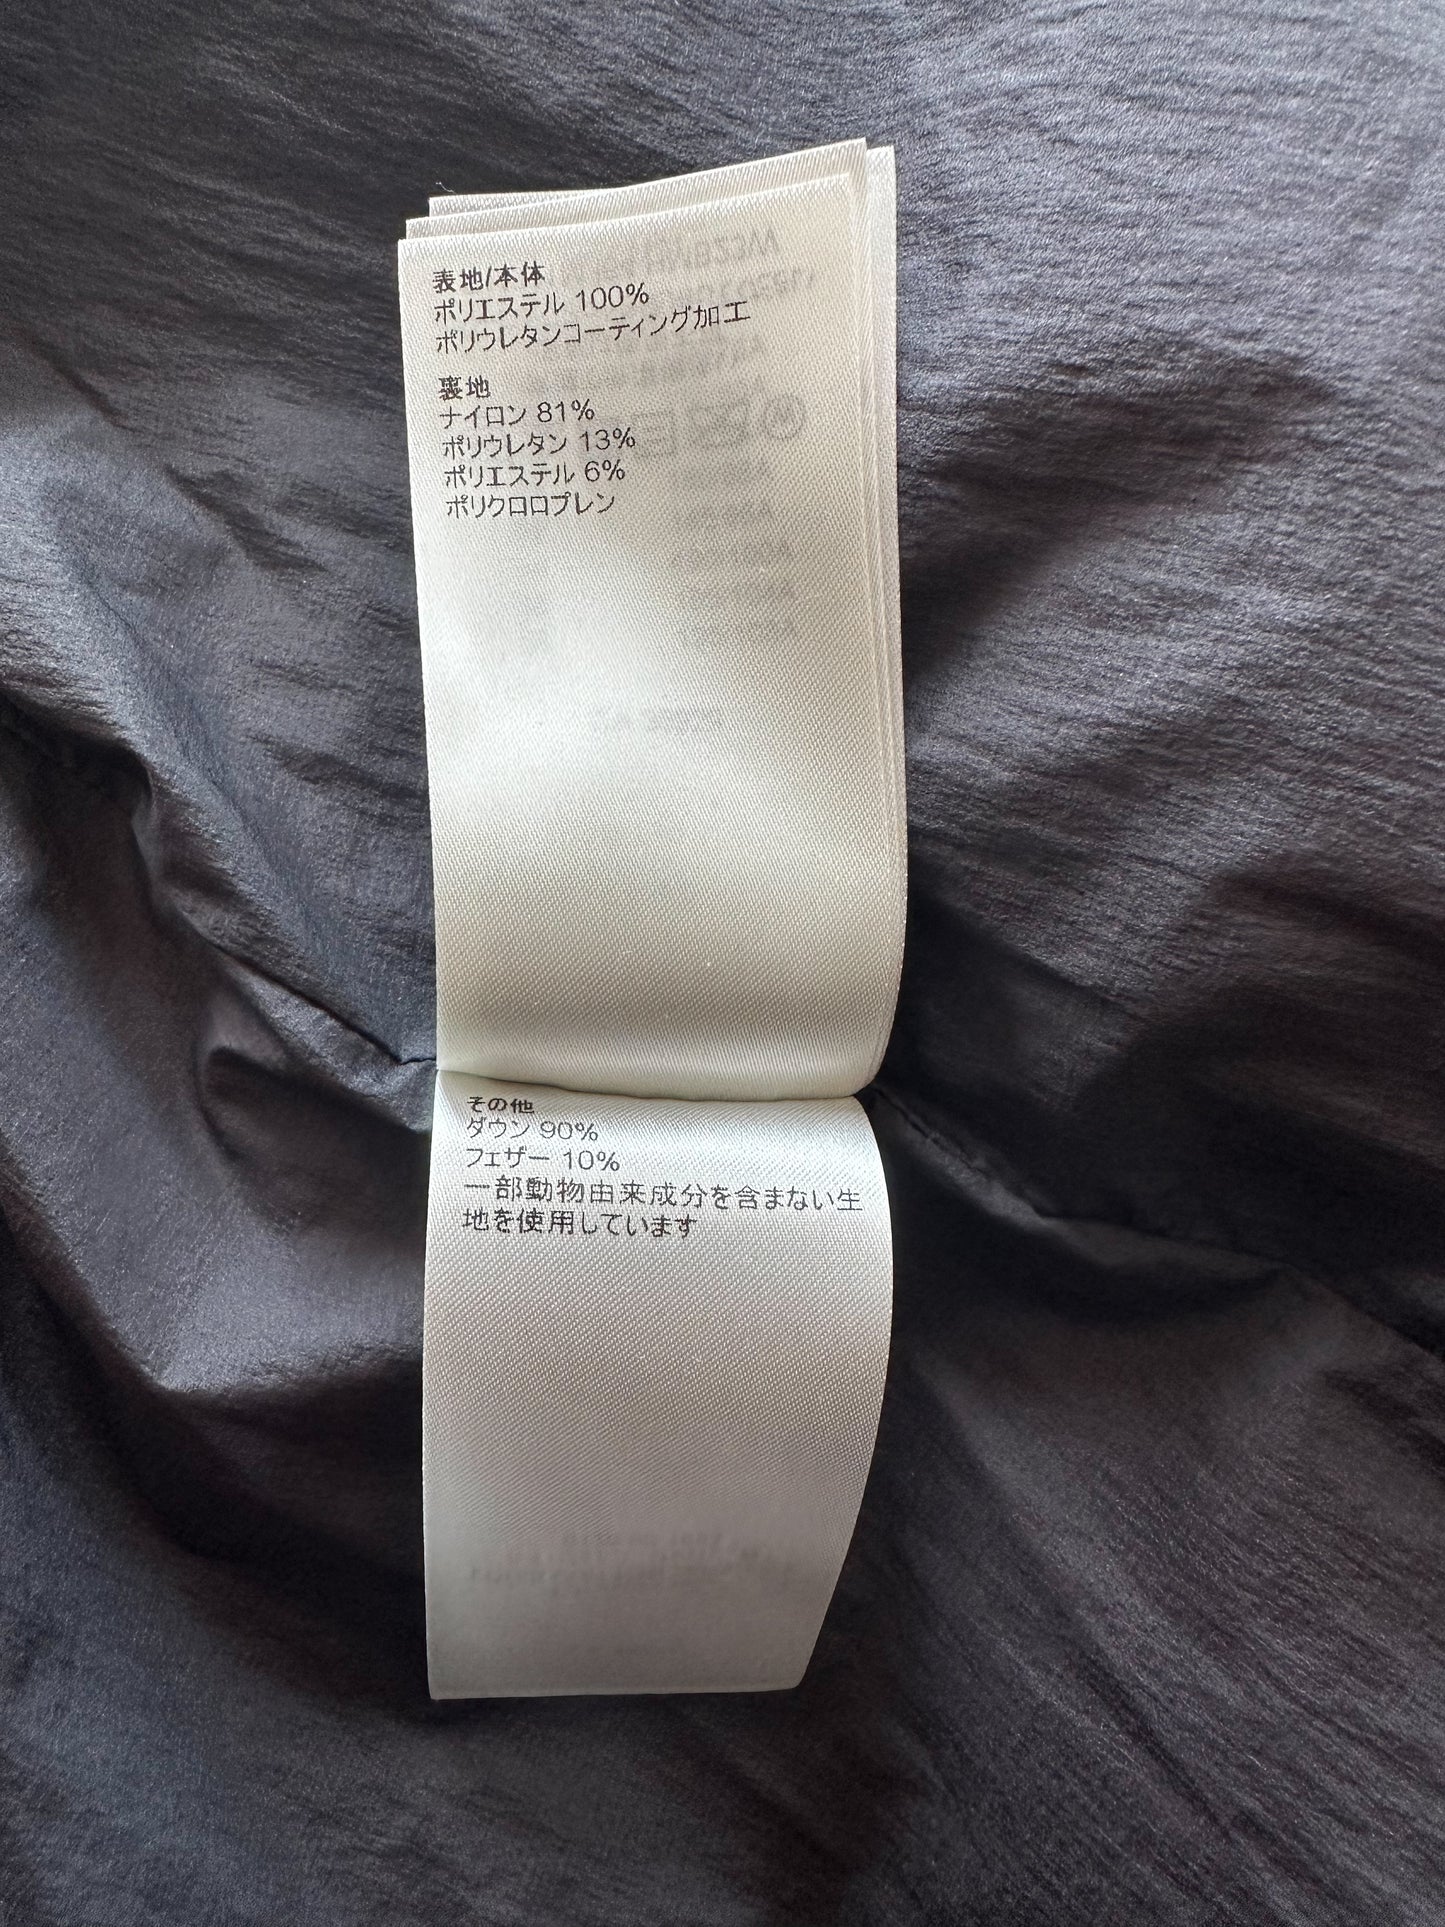 表地/本体
ポリエステル 100%
ポリウレタンコーティング加工
裏地
ナイロン 81%
ポリウレタン 13%
ポリエステル 6%
ポリクロロプレン
その他
ダウン 90%
フェザー 10%
一部動物由来成分を含まない生
地を使用しています